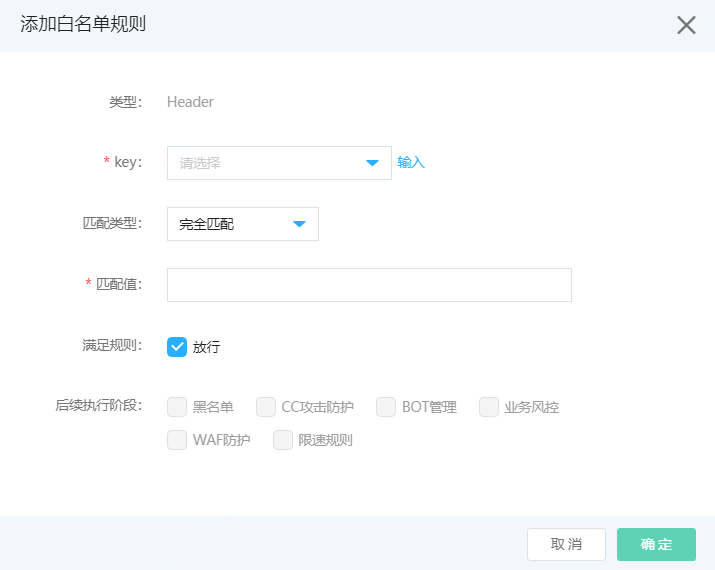 添加白名单规则
类型： Header
* key： 请选择 输入
匹配类型： 完全匹配
* 匹配值：
满足规则： 放行
后续执行阶段： 黑名单 CC攻击防护 BOT管理 业务风控
WAF防护 限速规则
取消 确定